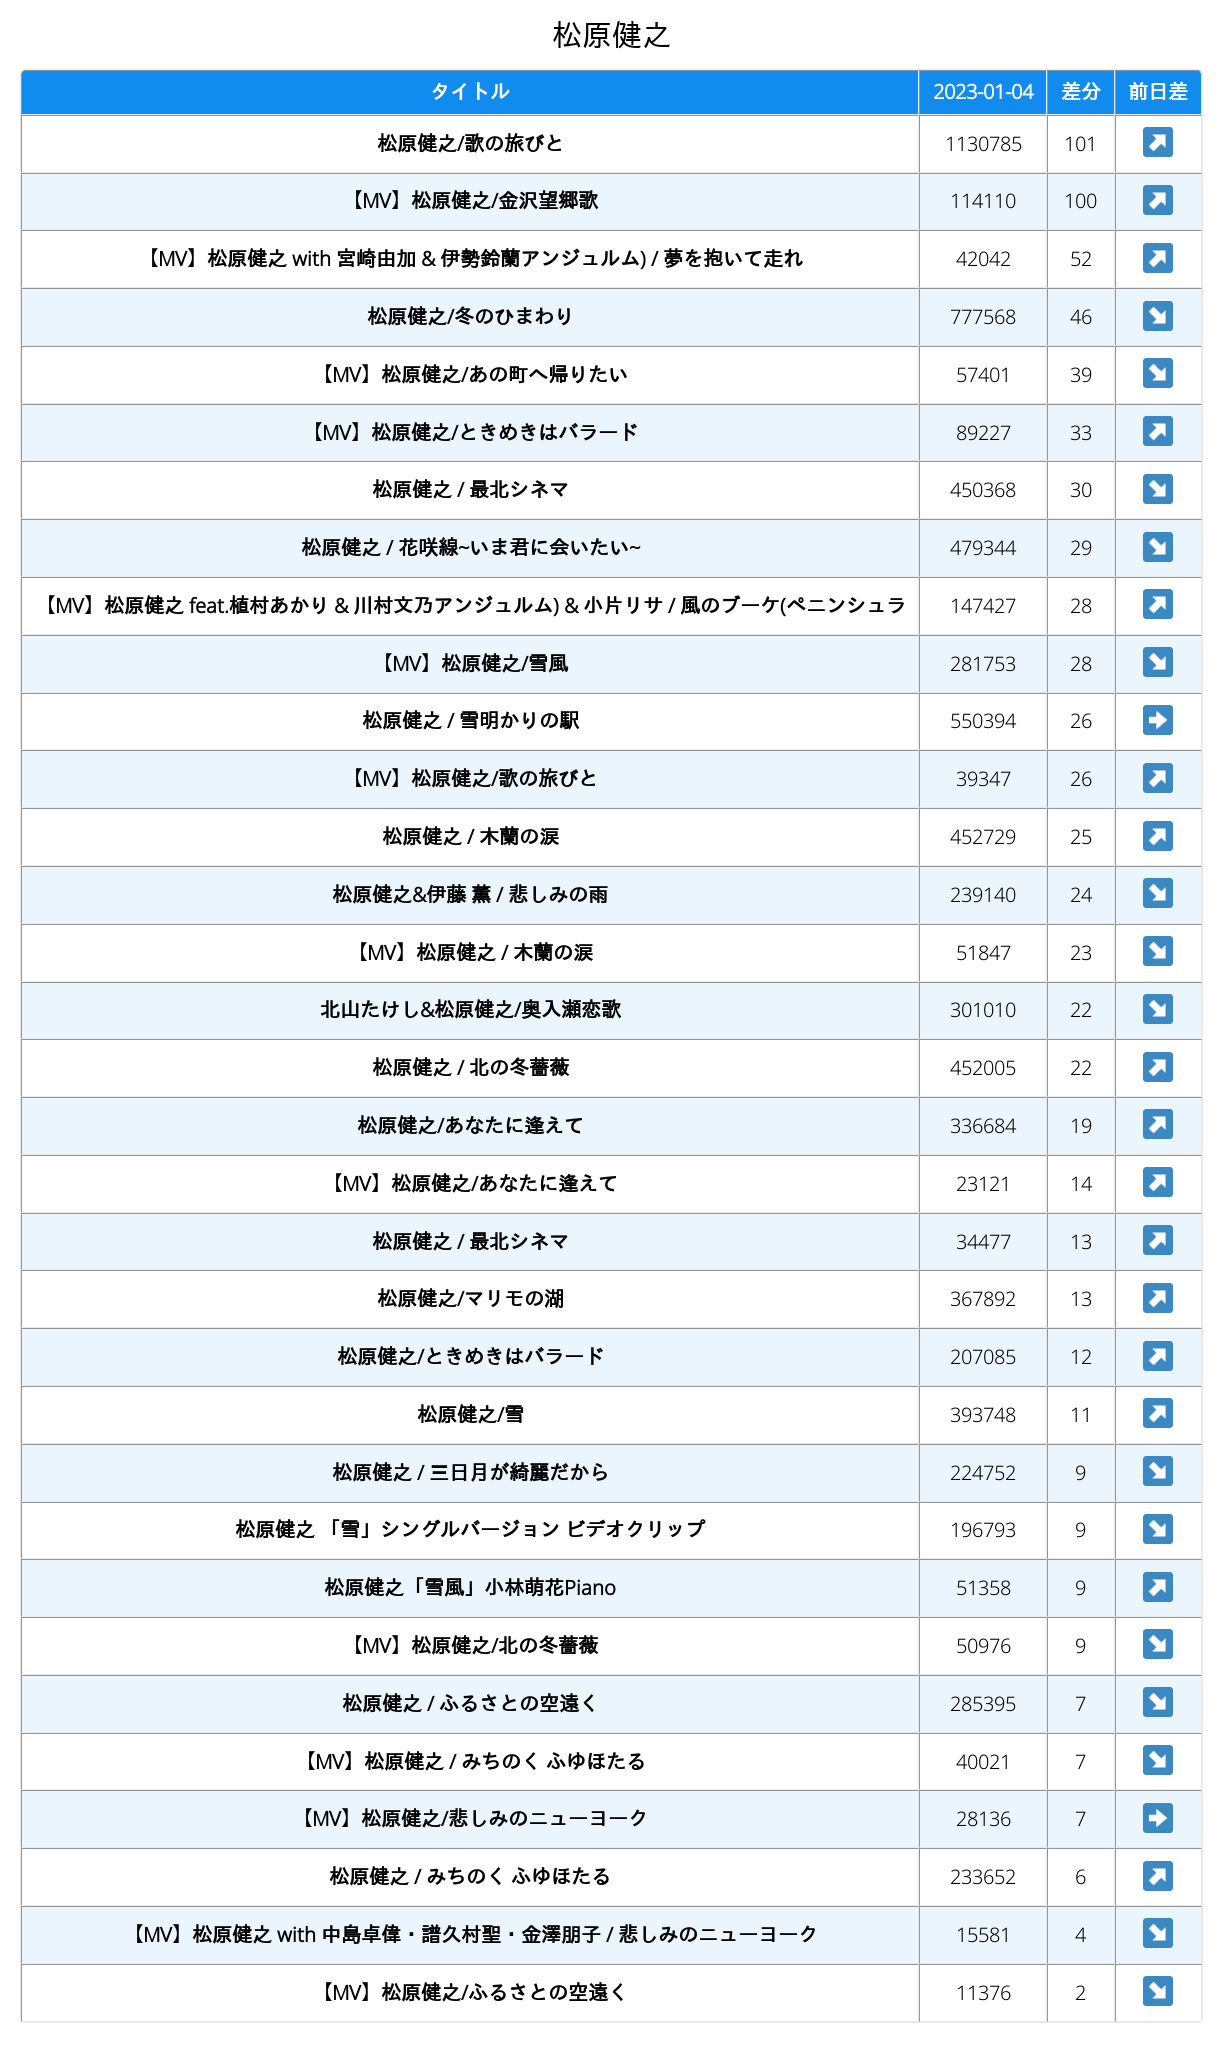 松原健之
タイトル 2023-01-04 差分 前日差
松原健之/歌の旅びと 1130785 101 ↗
【MV】松原健之/金沢望郷歌 114110 100 ↗
【MV】松原健之 with 宮崎由加 & 伊勢鈴蘭アンジュルム) / 夢を抱いて走れ 42042 52 ↗
松原健之/冬のひまわり 777568 46 ↘
【MV】松原健之/あの町へ帰りたい 57401 39 ↘
【MV】松原健之/ときめきはバラード 89227 33 ↗
松原健之 / 最北シネマ 450368 30 ↘
松原健之 / 花咲線~いま君に会いたい~ 479344 29 ↘
【MV】松原健之 feat.植村あかり & 川村文乃アンジュルム) & 小片リサ / 風のブーケ(ペニンシュラ 147427 28 ↗
【MV】松原健之/雪風 281753 28 ↘
松原健之 / 雪明かりの駅 550394 26 ➡
【MV】松原健之/歌の旅びと 39347 26 ↗
松原健之 / 木蘭の涙 452729 25 ↗
松原健之&伊藤 薫 / 悲しみの雨 239140 24 ↘
【MV】松原健之 / 木蘭の涙 51847 23 ↘
北山たけし&松原健之/奥入瀬恋歌 301010 22 ↘
松原健之 / 北の冬薔薇 452005 22 ↗
松原健之/あなたに逢えて 336684 19 ↗
【MV】松原健之/あなたに逢えて 23121 14 ↗
松原健之 / 最北シネマ 34477 13 ↗
松原健之/マリモの湖 367892 13 ↗
松原健之/ときめきはバラード 207085 12 ↗
松原健之/雪 393748 11 ↗
松原健之 / 三日月が綺麗だから 224752 9 ↘
松原健之 「雪」シングルバージョン ビデオクリップ 196793 9 ↘
松原健之「雪風」小林萌花Piano 51358 9 ↗
【MV】松原健之/北の冬薔薇 50976 9 ↘
松原健之 / ふるさとの空遠く 285395 7 ↘
【MV】松原健之 / みちのく ふゆほたる 40021 7 ↘
【MV】松原健之/悲しみのニューヨーク 28136 7 ➡
松原健之 / みちのく ふゆほたる 233652 6 ↗
【MV】松原健之 with 中島卓偉・譜久村聖・金澤朋子 / 悲しみのニューヨーク 15581 4 ↘
【MV】松原健之/ふるさとの空遠く 11376 2 ↘